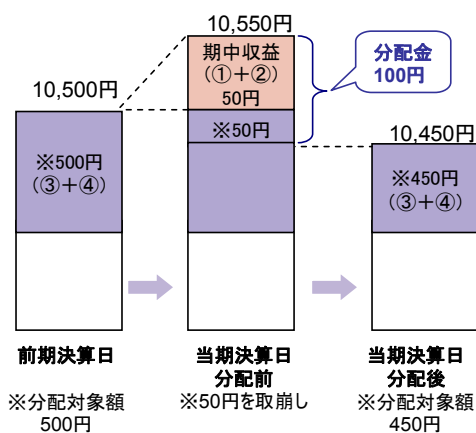 10,550円
期中収益
(①+②)
50円
※50円
分配金
100円
10,500円
※500円
(③+④)
10,450円
※450円
(③+④)
前期決算日
※分配対象額
500円
当期決算日
分配前
※50円を取崩し
当期決算日
分配後
※分配対象額
450円